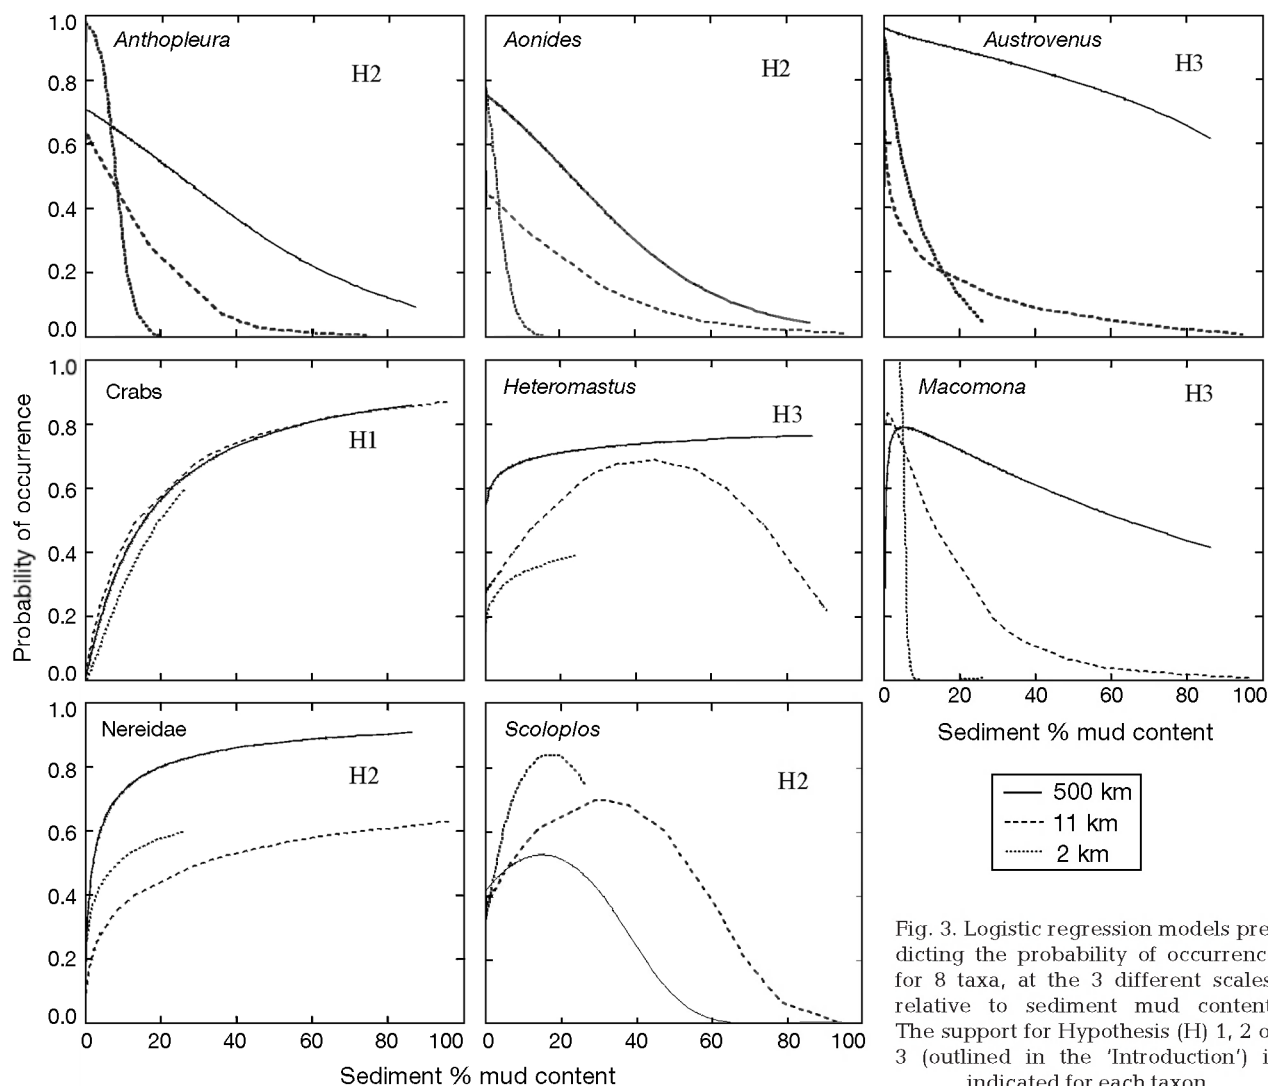 1.0
0.8
0.6
0.4
0.2
0.0
Anthopleura
H2
Aonides
H2
Austrovenus
H3
Probability of occurrence
1.0
0.8
0.6
0.4
0.2
0.0
Crabs
H1
Heteromastus
H3
Macomona
H3
0 20 40 60 80 100
Sediment % mud content
1.0
0.8
0.6
0.4
0.2
0.0
Nereidae
H2
Scoloplos
H2
0 20 40 60 80
0 20 40 60 80 100
Sediment % mud content
500 km
11 km
2 km
Fig. 3. Logistic regression models pre
dicting the probability of occurrenc
for 8 taxa, at the 3 different scales
relative to sediment mud content
The support for Hypothesis (H) 1, 2 o
3 (outlined in the 'Introduction') i
indicated for each taxon